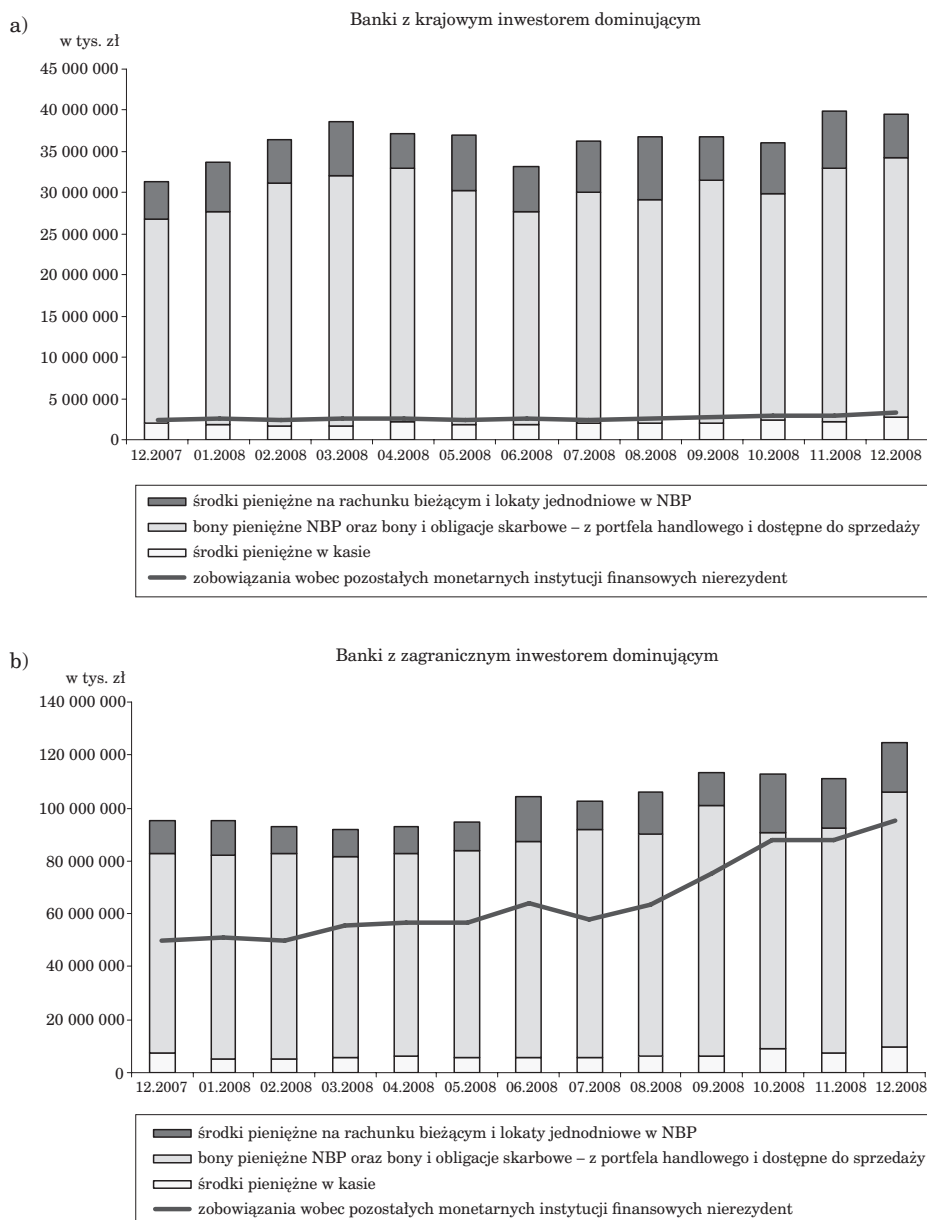 a)
Banki z krajowym inwestorem dominującym
w tys. zł
45 000 000
40 000 000
35 000 000
30 000 000
25 000 000
20 000 000
15 000 000
10 000 000
5 000 000
0
12.2007 01.2008 02.2008 03.2008 04.2008 05.2008 06.2008 07.2008 08.2008 09.2008 10.2008 11.2008 12.2008
środki pieniężne na rachunku bieżącym i lokaty jednodniowe w NBP
bony pieniężne NBP oraz bony i obligacje skarbowe – z portfela handlowego i dostępne do sprzedaży
środki pieniężne w kasie
zobowiązania wobec pozostałych monetarnych instytucji finansowych nierezydent
b)
Banki z zagranicznym inwestorem dominującym
w tys. zł
140 000 000
120 000 000
100 000 000
80 000 000
60 000 000
40 000 000
20 000 000
0
12.2007 01.2008 02.2008 03.2008 04.2008 05.2008 06.2008 07.2008 08.2008 09.2008 10.2008 11.2008 12.2008
środki pieniężne na rachunku bieżącym i lokaty jednodniowe w NBP
bony pieniężne NBP oraz bony i obligacje skarbowe – z portfela handlowego i dostępne do sprzedaży
środki pieniężne w kasie
zobowiązania wobec pozostałych monetarnych instytucji finansowych nierezydent